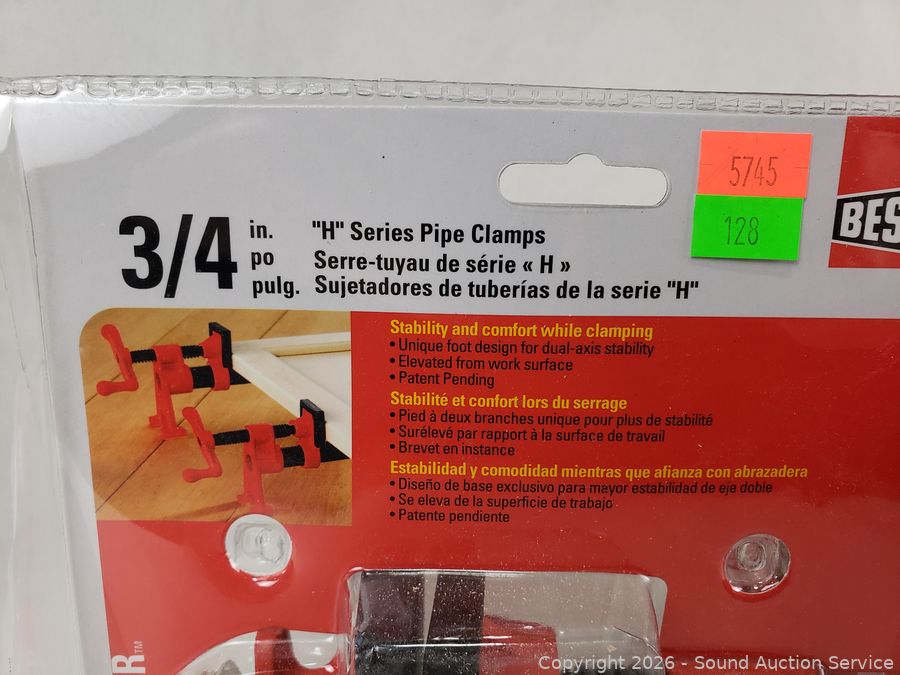 5745
128
BES
3/4
in.
po
pulg.
"H" Series Pipe Clamps
Serre-tuyau de série « H »
Sujetadores de tuberías de la serie "H"
Stability and comfort while clamping
• Unique foot design for dual-axis stability
• Elevated from work surface
• Patent Pending
Stabilité et confort lors du serrage
• Pied à deux branches unique pour plus de stabilité
• Surélevé par rapport à la surface de travail
• Brevet en instance
Estabilidad y comodidad mientras que afianza con abrazadera
• Diseño de base exclusivo para mayor estabilidad de eje doble
• Se eleva de la superficie de trabajo
• Patente pendiente
R™
Copyright 2026 - Sound Auction Service